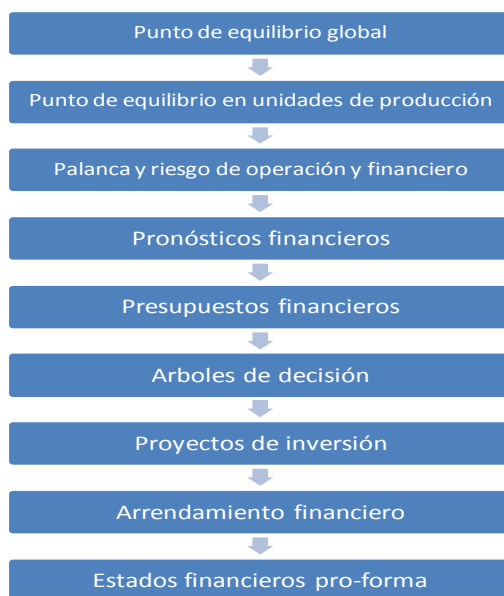 Punto de equilibrio global
Punto de equilibrio en unidades de producción
Palanca y riesgo de operación y financiero
Pronósticos financieros
Presupuestos financieros
Arboles de decisión
Proyectos de inversión
Arrendamiento financiero
Estados financieros pro-forma